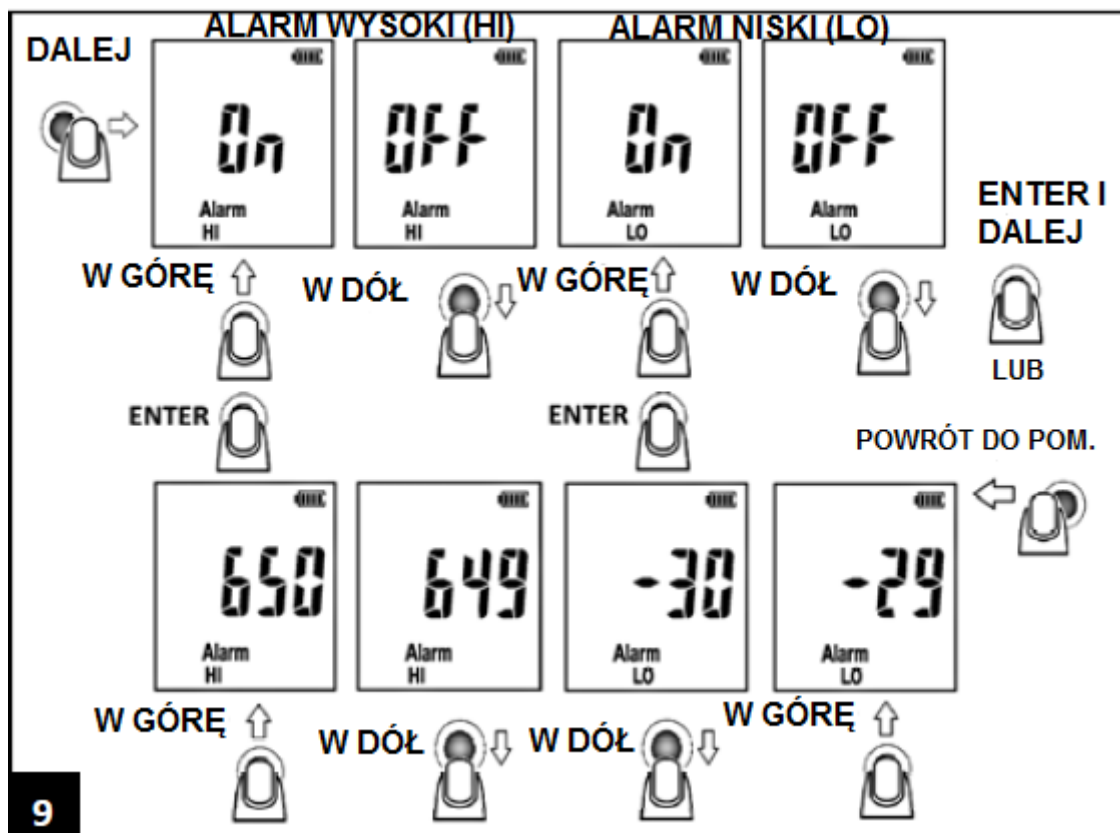 ALARM WYSOKI (HI) ALARM NISKI (LO)
DALEJ
On OFF On OFF
Alarm Alarm Alarm Alarm
HI HI LO LO
ENTER I
DALEJ
W GÓRĘ W DÓŁ W GÓRĘ W DÓŁ
LUB
ENTER ENTER
POWRÓT DO POM.
650 649 -30 -29
Alarm Alarm Alarm Alarm
HI HI LO LO
W GÓRĘ W DÓŁ W DÓŁ W GÓRĘ
9